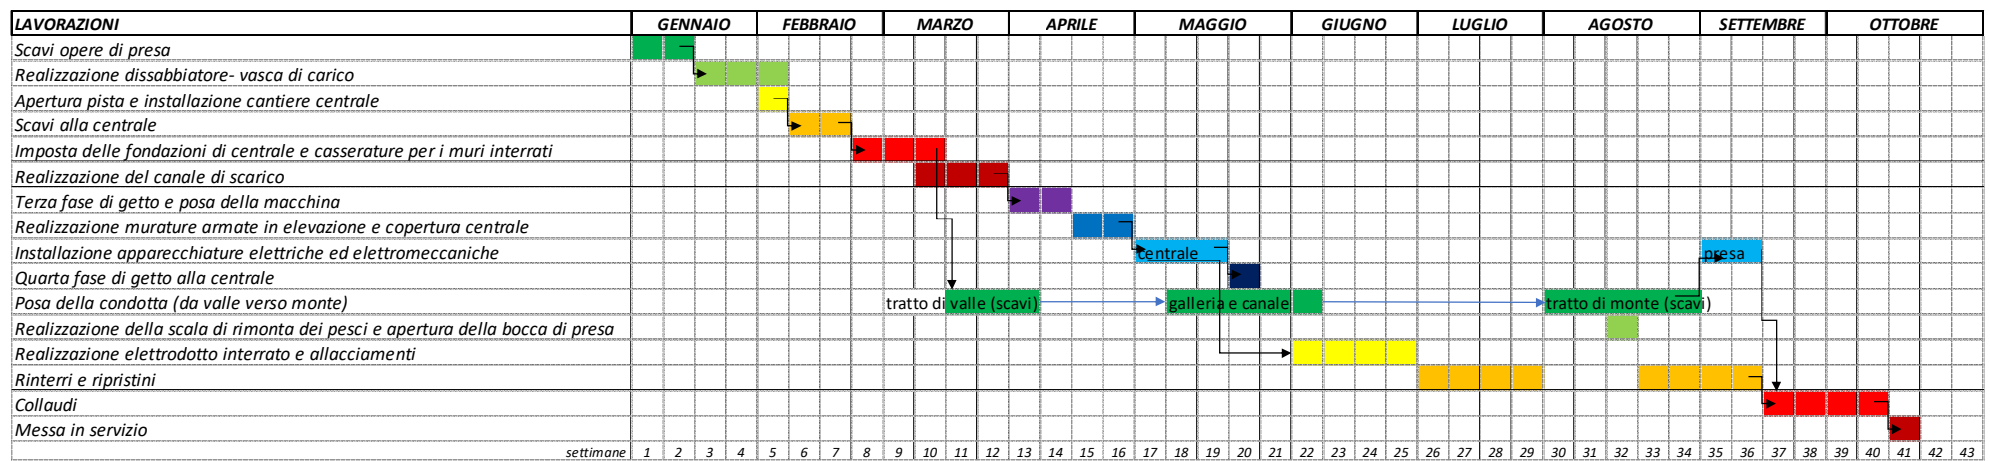 LAVORAZIONI GENNAIO FEBBRAIO MARZO APRILE MAGGIO GIUGNO LUGLIO AGOSTO SETTEMBRE OTTOBRE
Scavi opere di presa
Realizzazione dissabbiatore- vasca di carico
Apertura pista e installazione cantiere centrale
Scavi alla centrale
Imposta delle fondazioni di centrale e casserature per i muri interrati
Realizzazione del canale di scarico
Terza fase di getto e posa della macchina
Realizzazione murature armate in elevazione e copertura centrale
Installazione apparecchiature elettriche ed elettromeccaniche centrale presa
Quarta fase di getto alla centrale
Posa della condotta (da valle verso monte) tratto di valle (scavi) galleria e canale tratto di monte (scavi)
Realizzazione della scala di rimonta dei pesci e apertura della bocca di presa
Realizzazione elettrodotto interrato e allacciamenti
Rinterri e ripristini
Collaudi
Messa in servizio
settimane 1 2 3 4 5 6 7 8 9 10 11 12 13 14 15 16 17 18 19 20 21 22 23 24 25 26 27 28 29 30 31 32 33 34 35 36 37 38 39 40 41 42 43